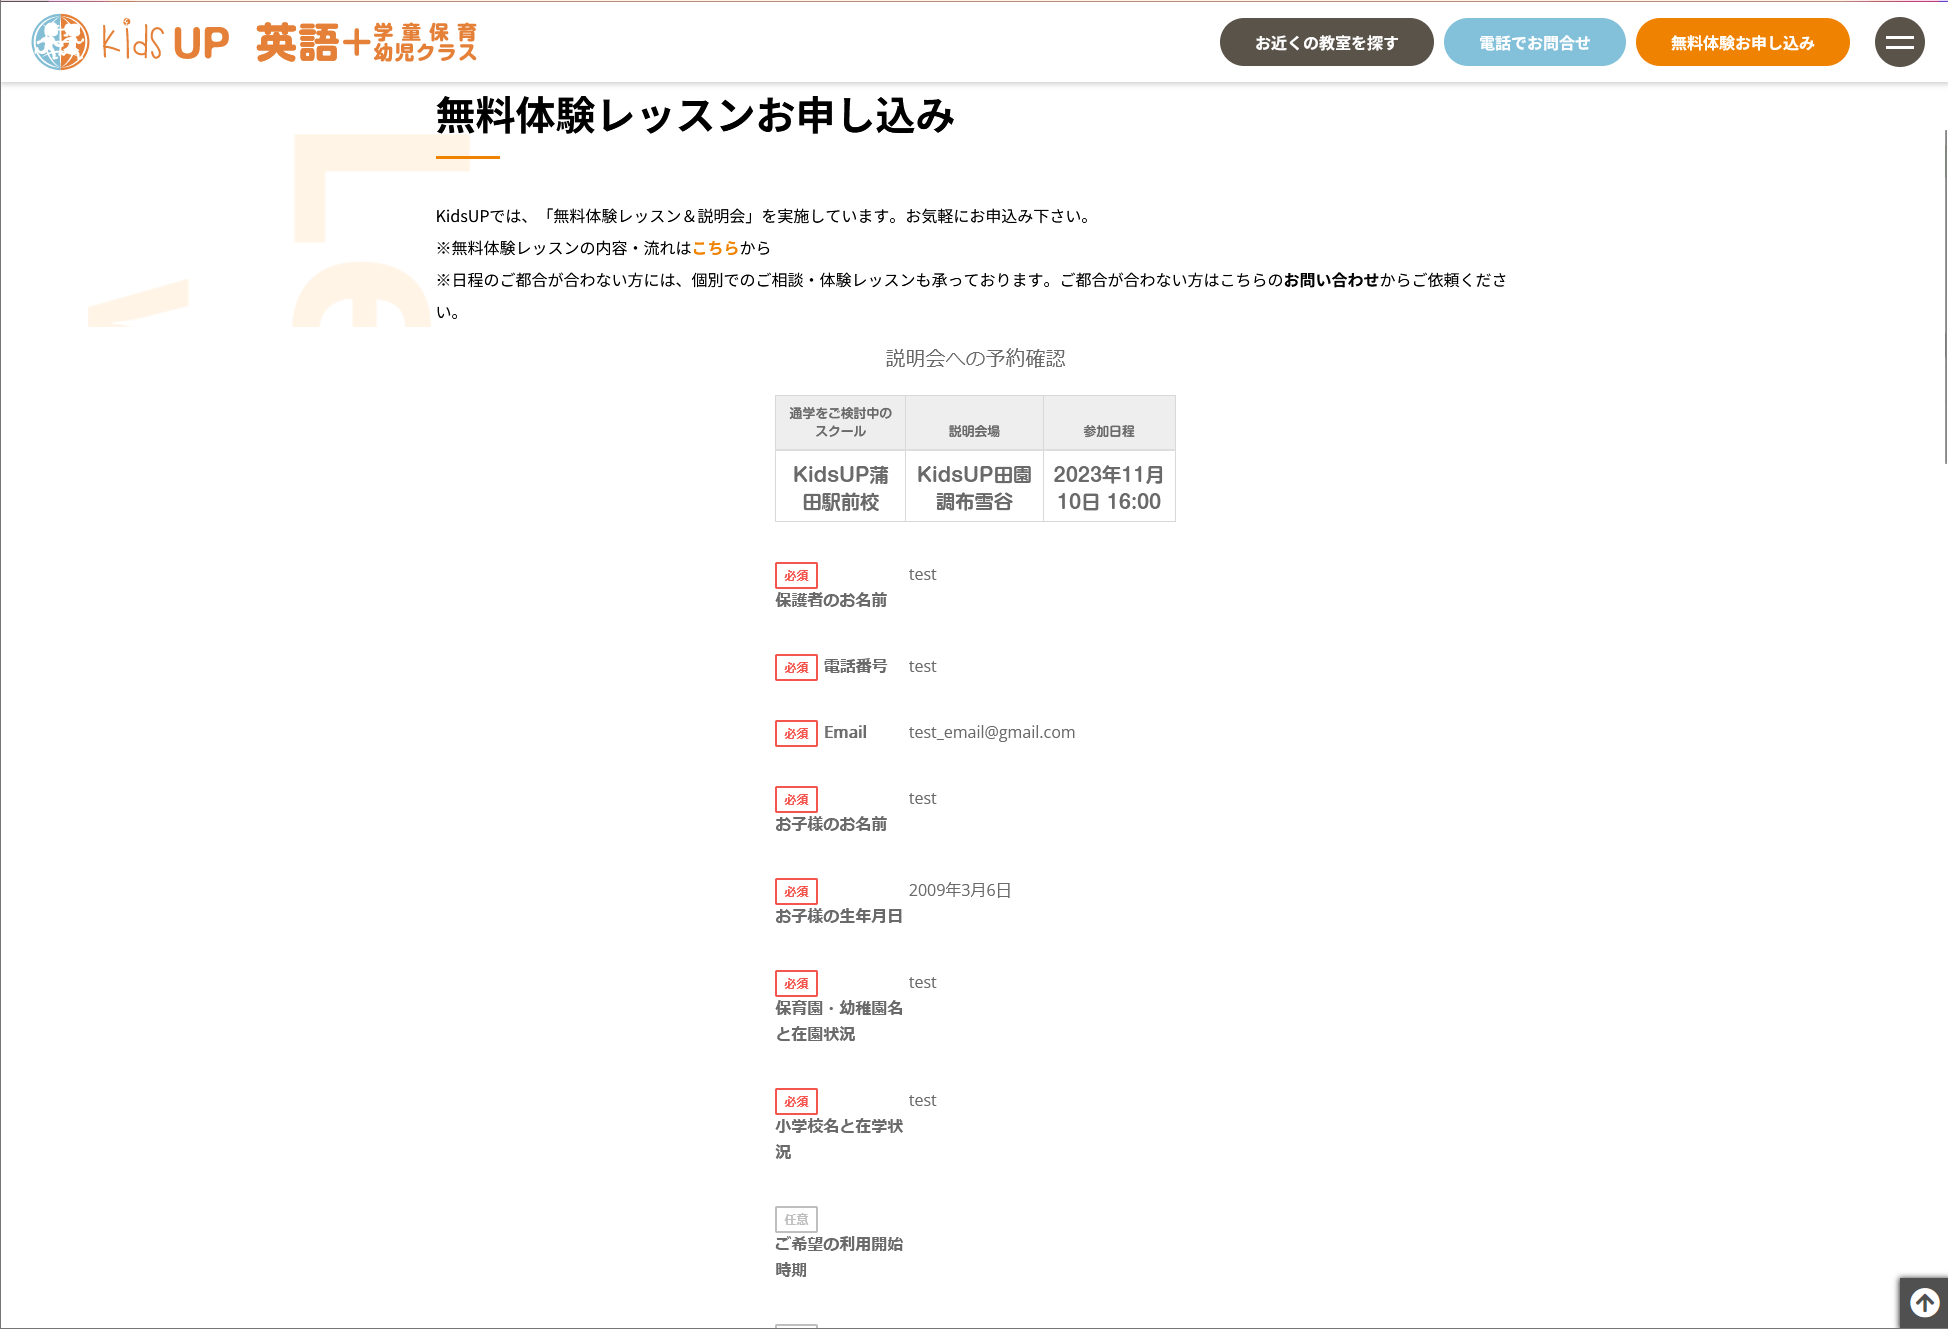 kids UP 英語+学童保育
幼児クラス
お近くの教室を探す
電話でお問合せ
無料体験お申し込み
無料体験レッスンお申し込み
Le
KidsUPでは、「無料体験レッスン＆説明会」を実施しています。お気軽にお申込み下さい。
※無料体験レッスンの内容・流れはこちらから
※日程のご都合が合わない方には、個別でのご相談・体験レッスンも承っております。ご都合が合わない方はこちらのお問い合わせからご依頼くださ
い。
説明会への予約確認
通学をご検討中の
スクール
説明会場
参加日程
KidsUP蒲
田駅前校
KidsUP田園
調布雪谷
2023年11月
10日 16:00
必須
保護者のお名前
test
必須 電話番号 test
必須 Email test_email@gmail.com
必須
お子様のお名前
test
必須
お子様の生年月日
2009年3月6日
必須
保育園・幼稚園名
と在園状況
test
必須
小学校名と在学状
況
test
任意
ご希望の利用開始
時期